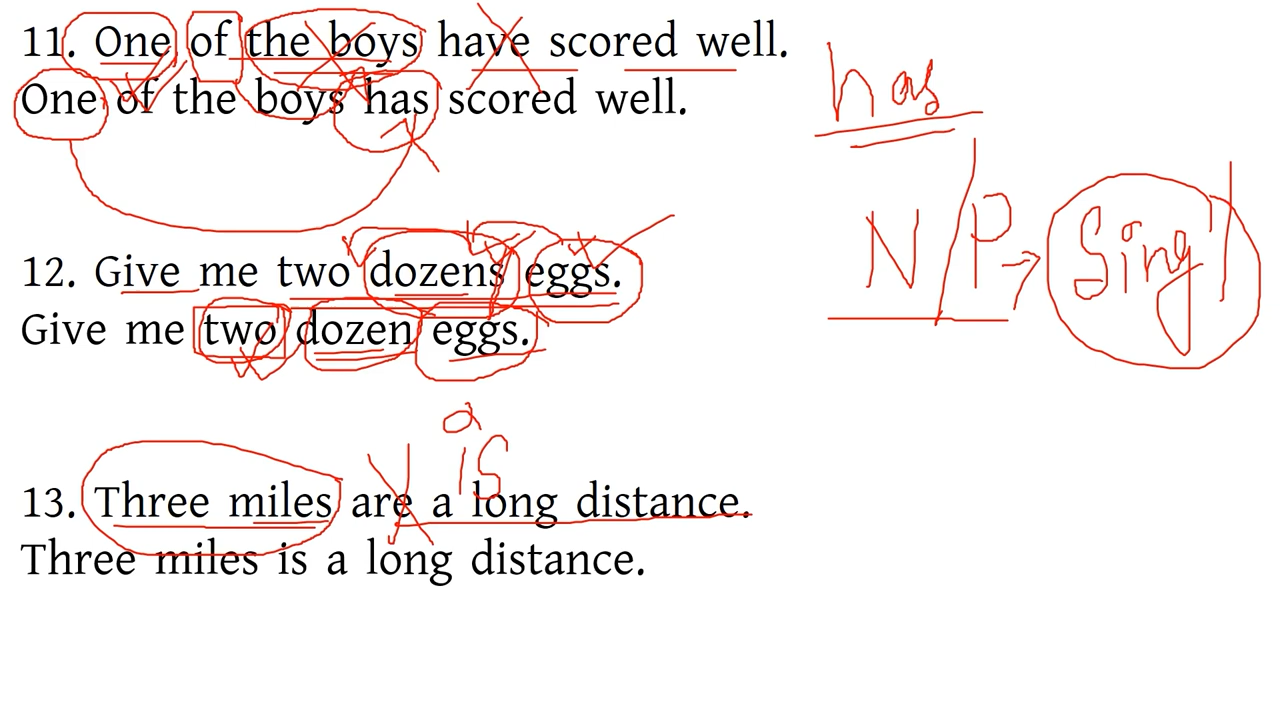 11. One of the boys have scored well.
One of the boys has scored well.
has
N/P → Sing'l
12. Give me two dozens eggs.
Give me two dozen eggs.
is
13. Three miles are a long distance.
Three miles is a long distance.